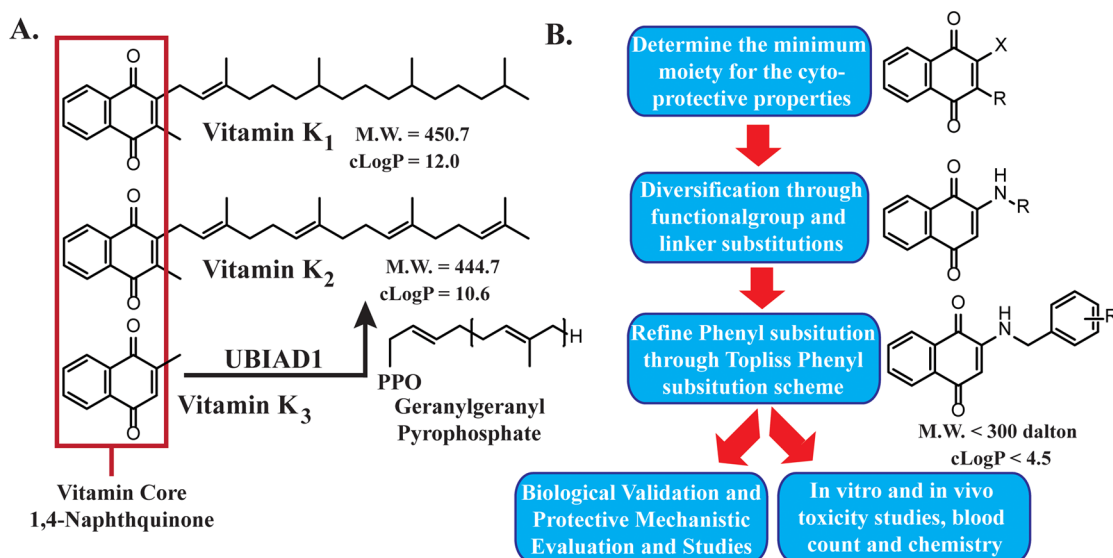 A.
O
O
Vitamin K1
M.W. = 450.7
cLogP = 12.0
O
O
Vitamin K2
M.W. = 444.7
cLogP = 10.6
O
O
UBIAD1
Vitamin K3
H
PPO
Geranylgeranyl
Pyrophosphate
Vitamin Core
1,4-Naphthquinone
B.
Determine the minimum
moiety for the cyto-
protective properties
O
X
R
O
Diversification through
functionalgroup and
linker substitutions
O
H
N
R
O
Refine Phenyl subsitution
through Topliss Phenyl
subsitution scheme
O
H
N
R
O
M.W. < 300 dalton
cLogP < 4.5
Biological Validation and
Protective Mechanistic
Evaluation and Studies
In vitro and in vivo
toxicity studies, blood
count and chemistry